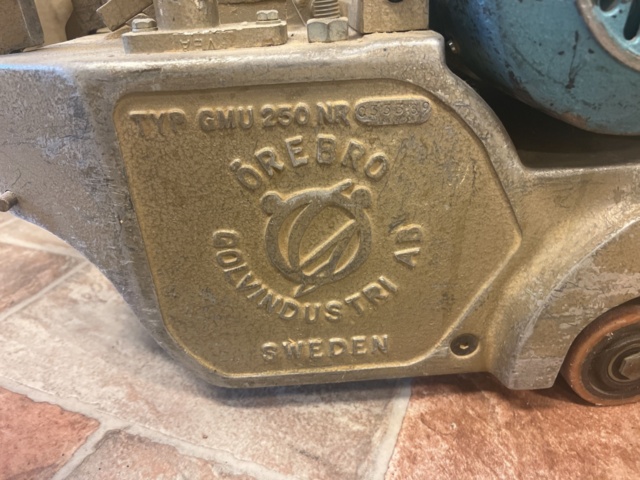 TYP GMU 250 NR
ÖREBRO
GOLVINDUSTRI AB
SWEDEN